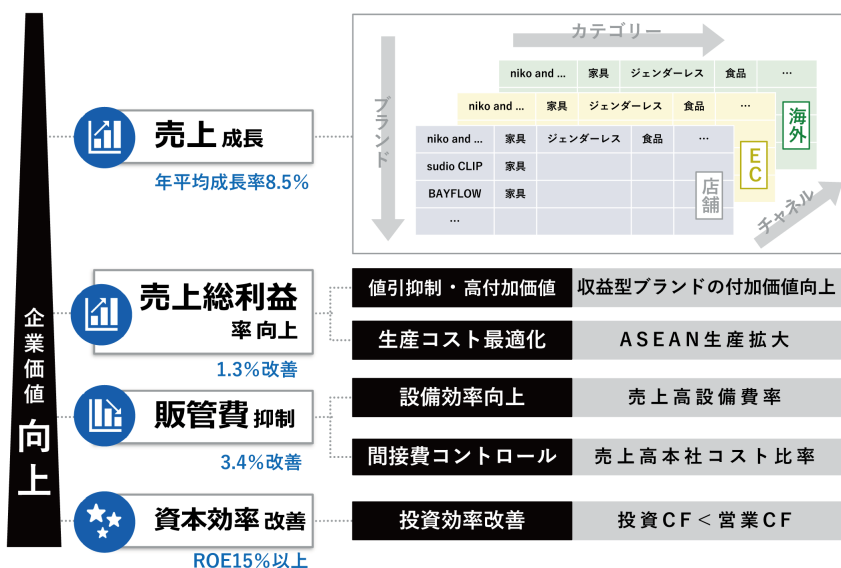 企業価値
向上
売上 成長
年平均成長率8.5%
カテゴリー
ブランド
チャネル
niko and ... 家具 ジェンダーレス 食品 …
海外
niko and ... 家具 ジェンダーレス 食品 …
EC
niko and ... 家具 ジェンダーレス 食品 …
sudio CLIP 家具
BAYFLOW 家具
…
店舗
売上総利益
率向上
1.3%改善
値引抑制・高付加価値 収益型ブランドの付加価値向上
生産コスト最適化 ASEAN生産拡大
販管費 抑制
3.4%改善
設備効率向上 売上高設備費率
間接費コントロール 売上高本社コスト比率
資本効率 改善
ROE15%以上
投資効率改善 投資CF<営業CF